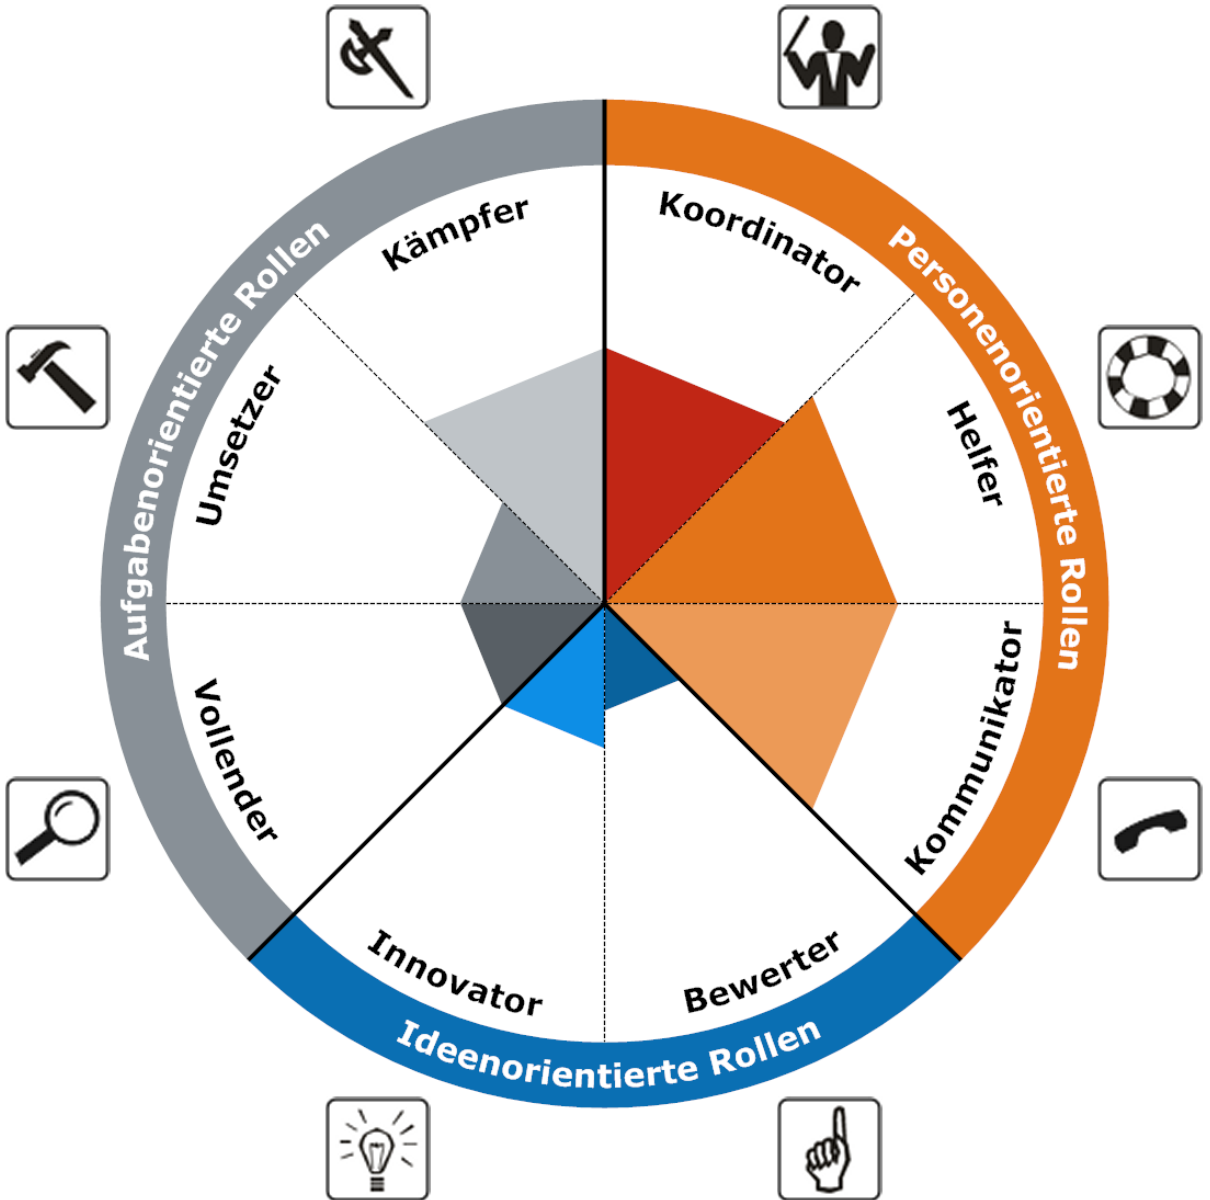 Kämpfer
Koordinator
Aufgabenorientierte Rollen
Personenorientierte Rollen
Umsetzer
Helfer
Vollender
Kommunikator
Innovator
Bewerter
Ideenorientierte Rollen